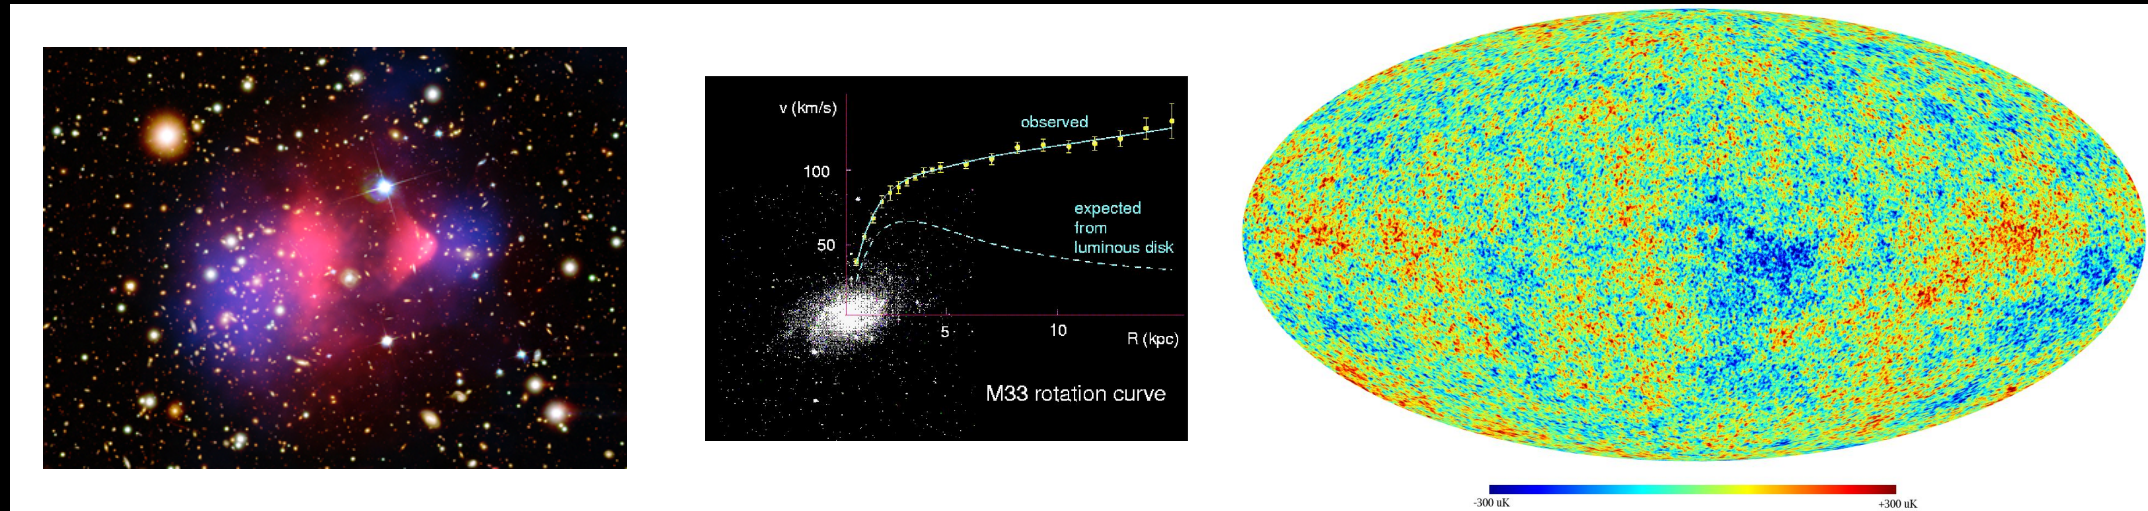 v (km/s)
observed
100
expected
from
luminous disk
50
5
10
R (kpc)
M33 rotation curve
-300 uK
+300 uK